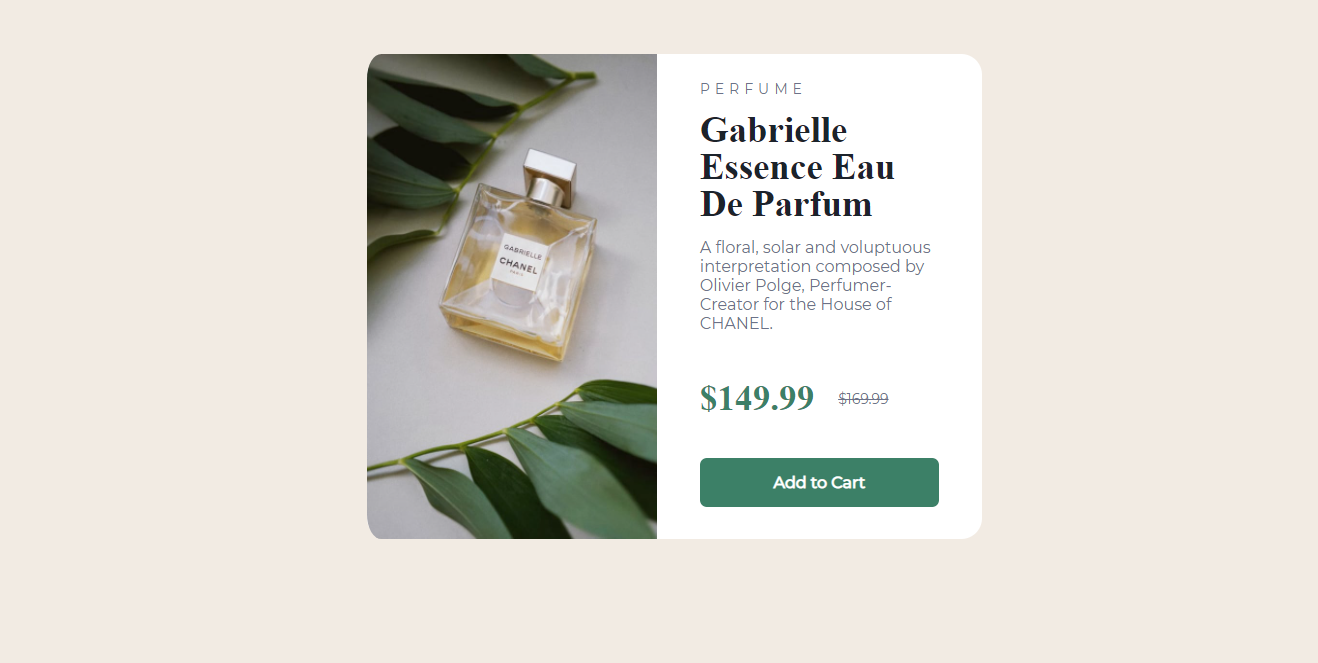 PERFUME
Gabrielle
Essence Eau
De Parfum
A floral, solar and voluptuous
interpretation composed by
Olivier Polge, Perfumer-
Creator for the House of
CHANEL.
$149.99 $169.99
Add to Cart
GABRIELLE
CHANEL
PARIS